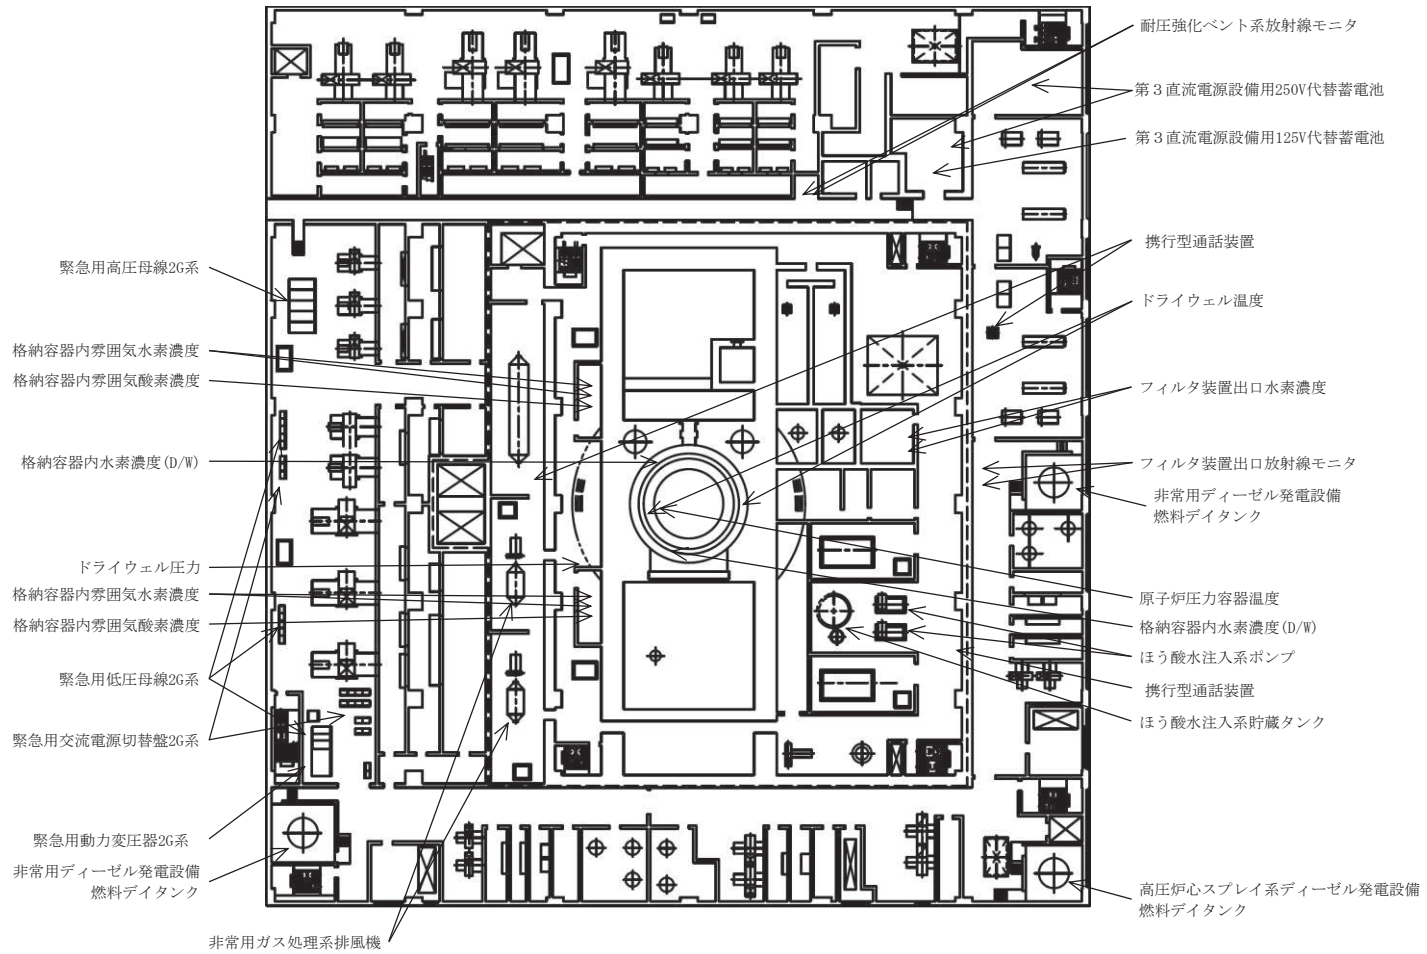 耐圧強化ベント系放射線モニタ
第３直流電源設備用250V代替蓄電池
第３直流電源設備用125V代替蓄電池
携行型通話装置
ドライウェル温度
フィルタ装置出口水素濃度
フィルタ装置出口放射線モニタ
非常用ディーゼル発電設備
燃料デイタンク
原子炉圧力容器温度
格納容器内水素濃度(D/W)
ほう酸水注入系ポンプ
携行型通話装置
ほう酸水注入系貯蔵タンク
高圧炉心スプレイ系ディーゼル発電設備
燃料デイタンク
緊急用高圧母線2G系
格納容器内雰囲気水素濃度
格納容器内雰囲気酸素濃度
格納容器内水素濃度(D/W)
ドライウェル圧力
格納容器内雰囲気水素濃度
格納容器内雰囲気酸素濃度
緊急用低圧母線2G系
緊急用交流電源切替盤2G系
緊急用動力変圧器2G系
非常用ディーゼル発電設備
燃料デイタンク
非常用ガス処理系排風機